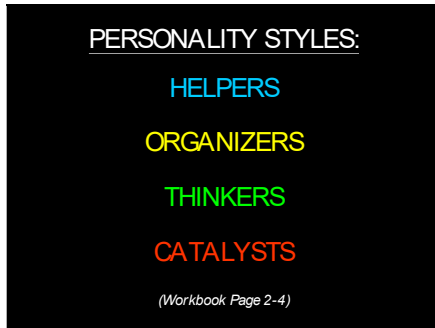 PERSONALITY STYLES:
HELPERS
ORGANIZERS
THINKERS
CATALYSTS
(Workbook Page 2-4)